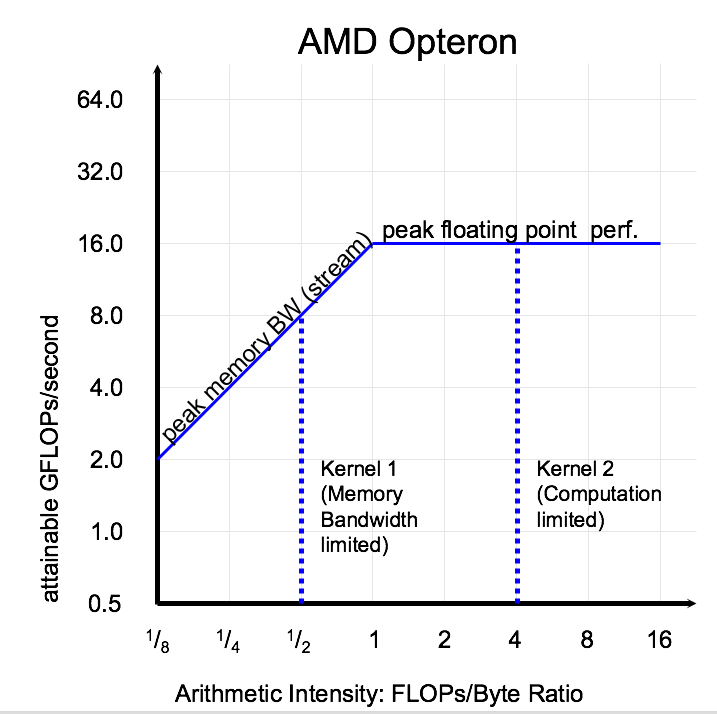 AMD Opteron
64.0
32.0
16.0
8.0
4.0
2.0
1.0
0.5
attainable GFLOPs/second
peak memory BW (stream)
peak floating point perf.
Kernel 1
(Memory
Bandwidth
limited)
Kernel 2
(Computation
limited)
1/8 1/4 1/2 1 2 4 8 16
Arithmetic Intensity: FLOPs/Byte Ratio